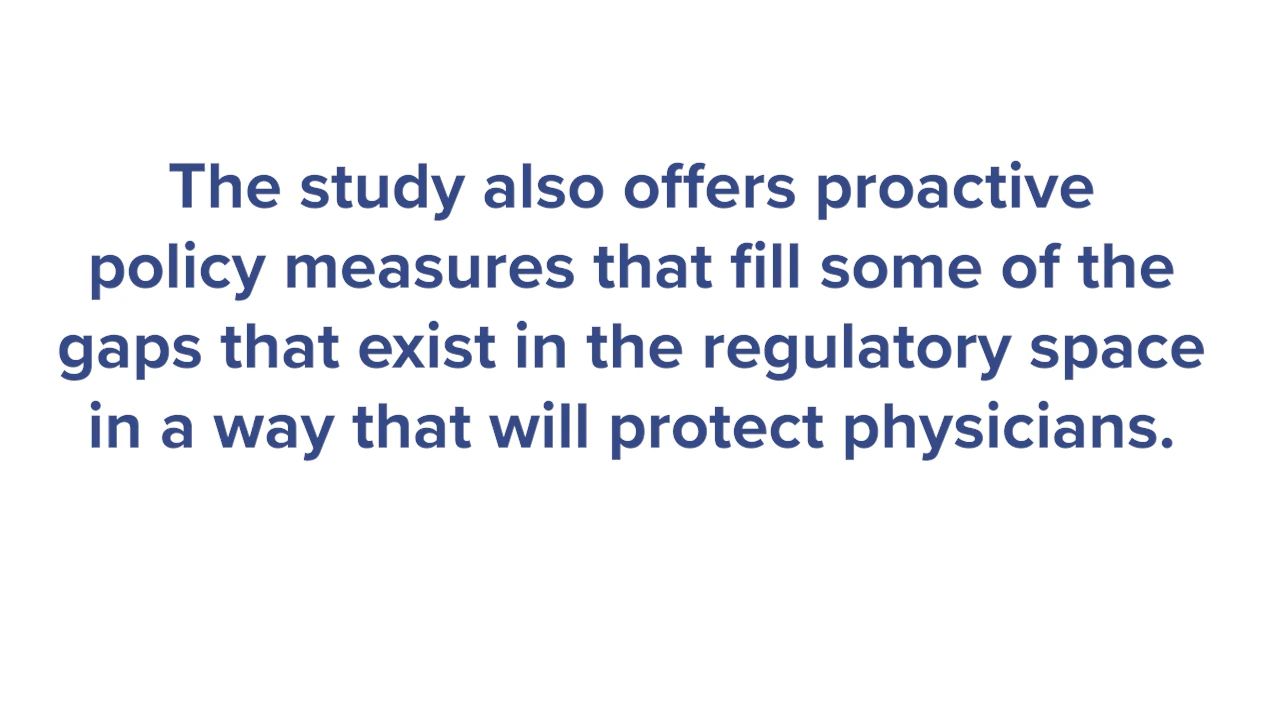 The study also offers proactive
policy measures that fill some of the
gaps that exist in the regulatory space
in a way that will protect physicians.